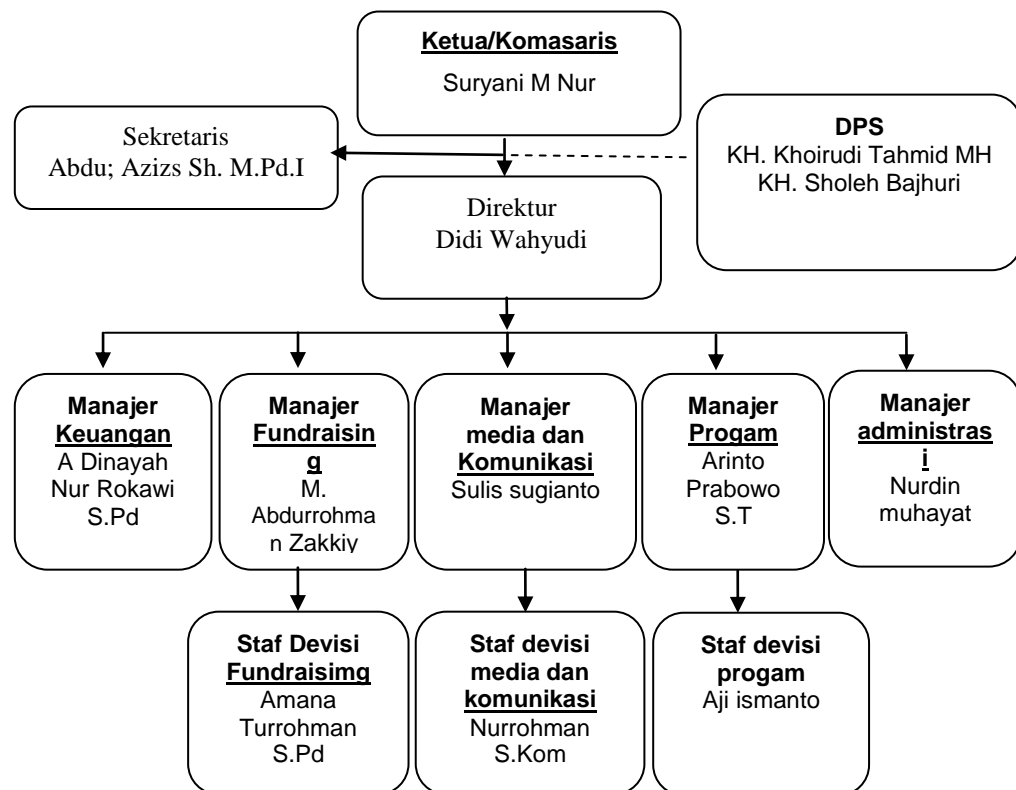 Ketua/Komasaris
Suryani M Nur
Sekretaris
Abdu; Azizs Sh. M.Pd.I
DPS
KH. Khoirudi Tahmid MH
KH. Sholeh Bajhuri
Direktur
Didi Wahyudi
Manajer
Keuangan
A Dinayah
Nur Rokawi
S.Pd
Manajer
Fundraisin
g
M.
Abdurrohma
n Zakkiy
Manajer
media dan
Komunikasi
Sulis sugianto
Manajer
Progam
Arinto
Prabowo
S.T
Manajer
administras
i
Nurdin
muhayat
Staf Devisi
Fundraisimg
Amana
Turrohman
S.Pd
Staf devisi
media dan
komunikasi
Nurrohman
S.Kom
Staf devisi
progam
Aji ismanto